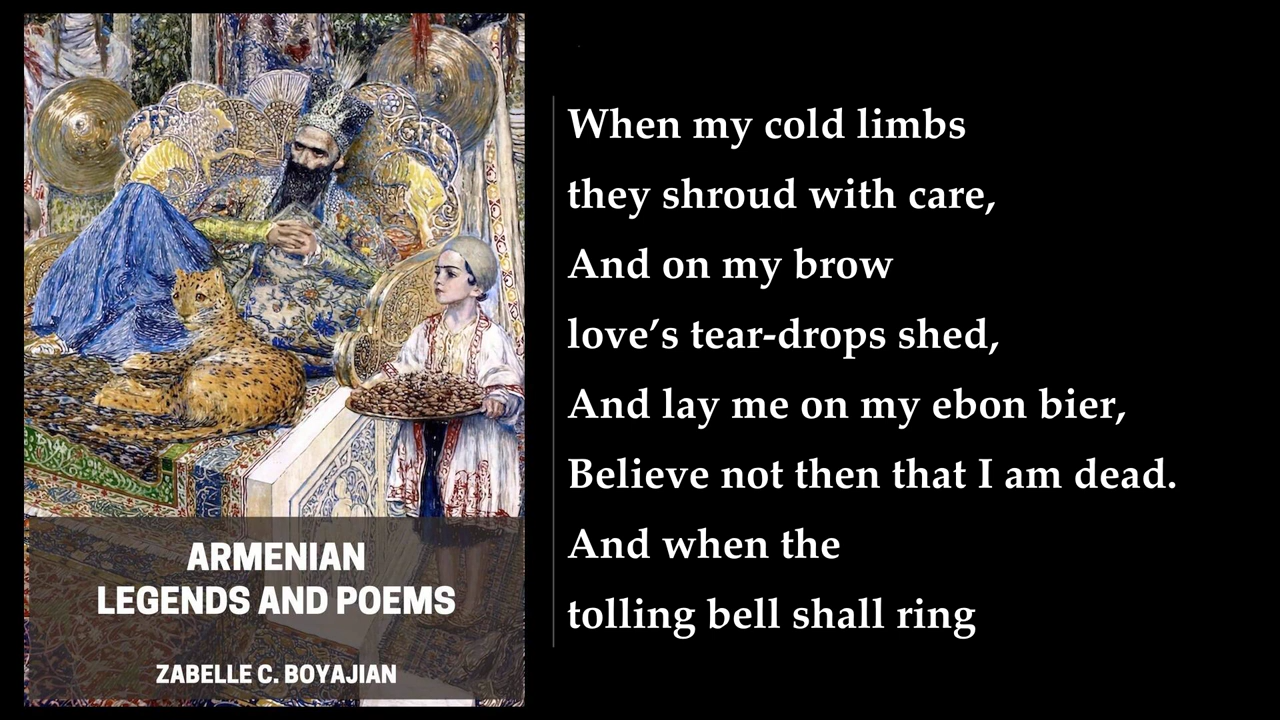 ARMENIAN
LEGENDS AND POEMS
ZABELLE C. BOYAJIAN
When my cold limbs
they shroud with care,
And on my brow
love’s tear-drops shed,
And lay me on my ebon bier,
Believe not then that I am dead.
And when the
tolling bell shall ring